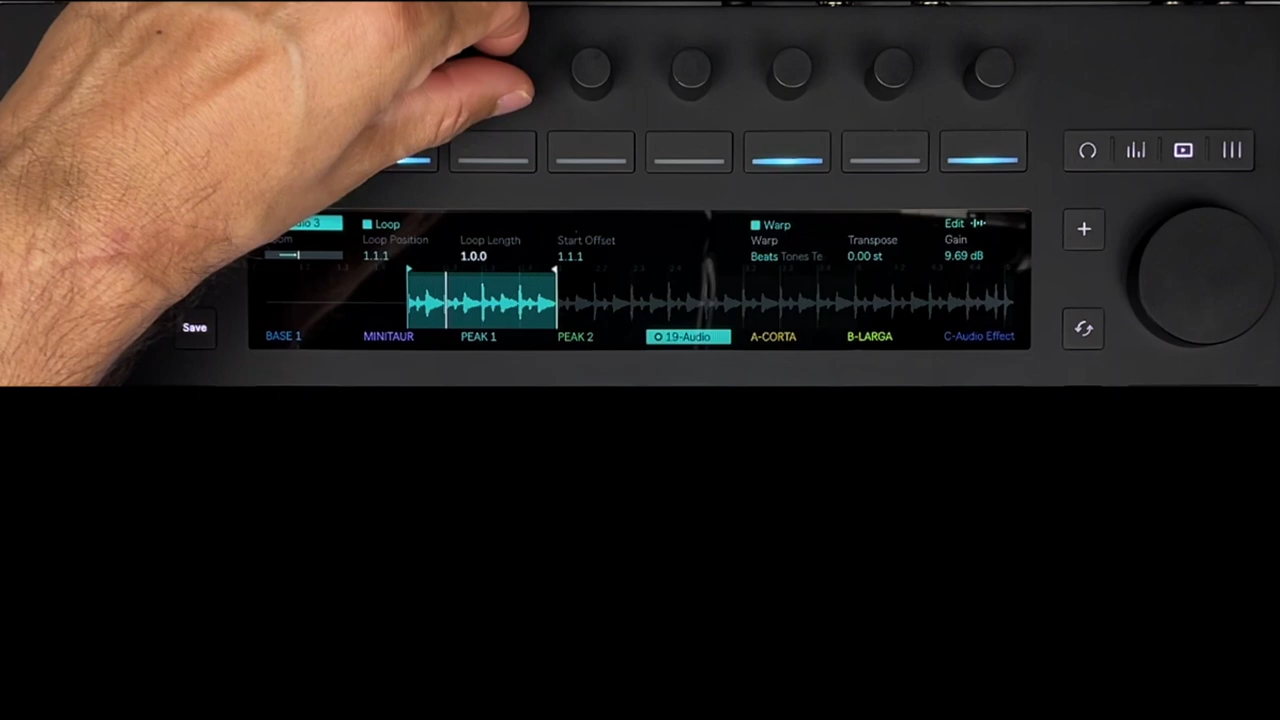 Loop
Warp
Edit
Loop Position
Loop Length
Start Offset
Warp
Transpose
Gain
1.1.1
1.0.0
1.1.1
Beats Tones Te
0.00 st
9.69 dB
Save
BASE 1
MINITAUR
PEAK 1
PEAK 2
19-Audio
A-CORTA
B-LARGA
C-Audio Effect